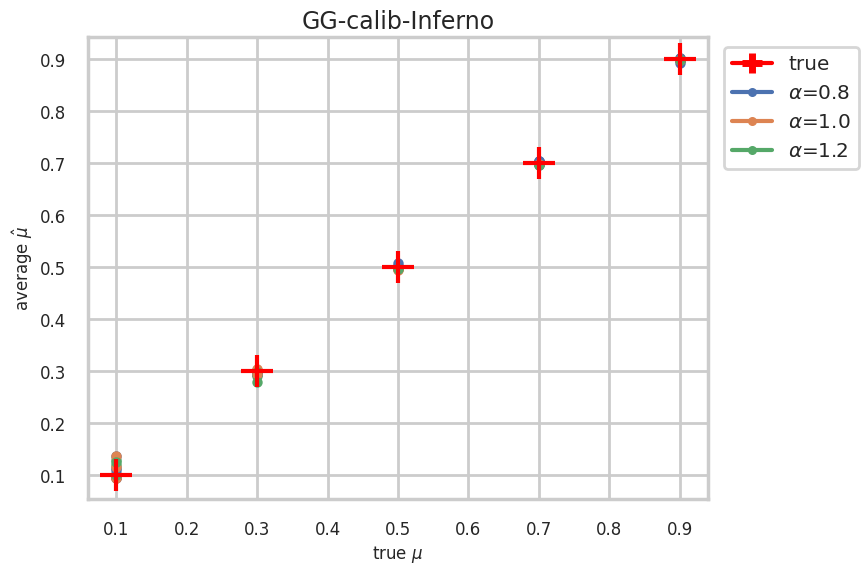 GG-calib-Inferno
0.9
0.8
0.7
0.6
0.5
0.4
0.3
0.2
0.1
average μ̂
0.1 0.2 0.3 0.4 0.5 0.6 0.7 0.8 0.9
true μ
true
α=0.8
α=1.0
α=1.2